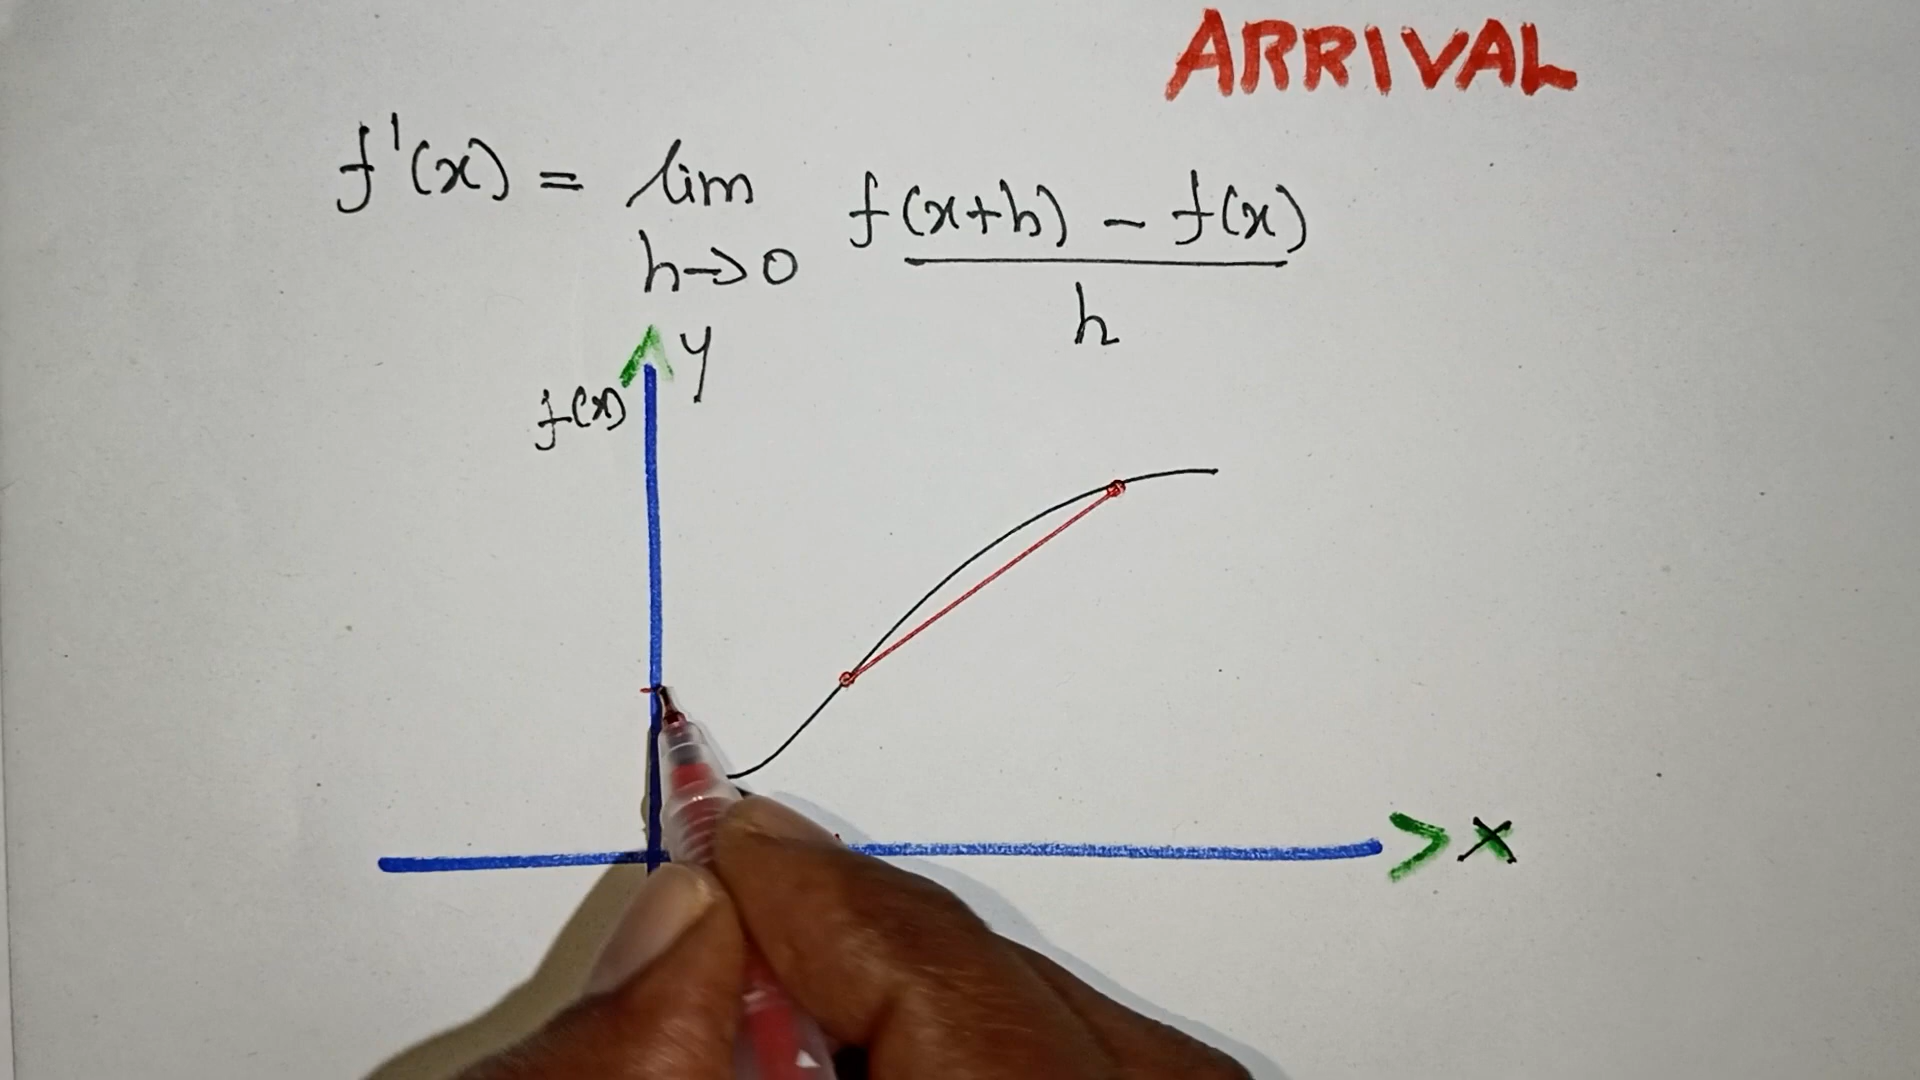 ARRIVAL
f'(x) = lim f(x+h) - f(x)
h→0 h
y
f(x)
x